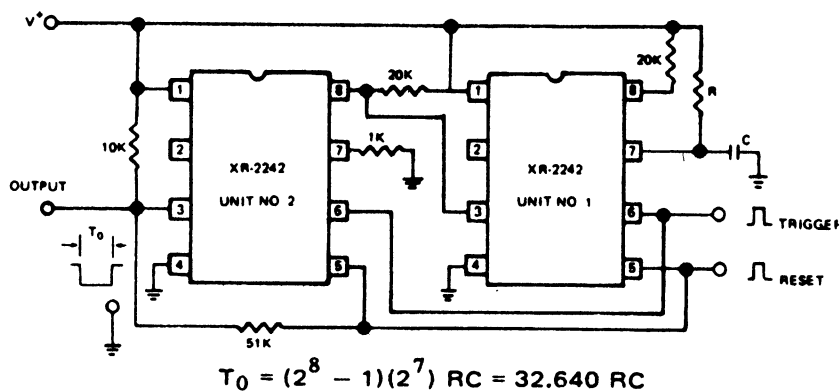 V+
1
8
20K
1
8
20K
R
10K
2
XR-2242
7
1K
2
XR-2242
7
C
OUTPUT
3
UNIT NO 2
6
3
UNIT NO 1
6
TRIGGER
T0
4
5
4
5
RESET
51K
T0 = (2^8 – 1)(2^7) RC = 32.640 RC